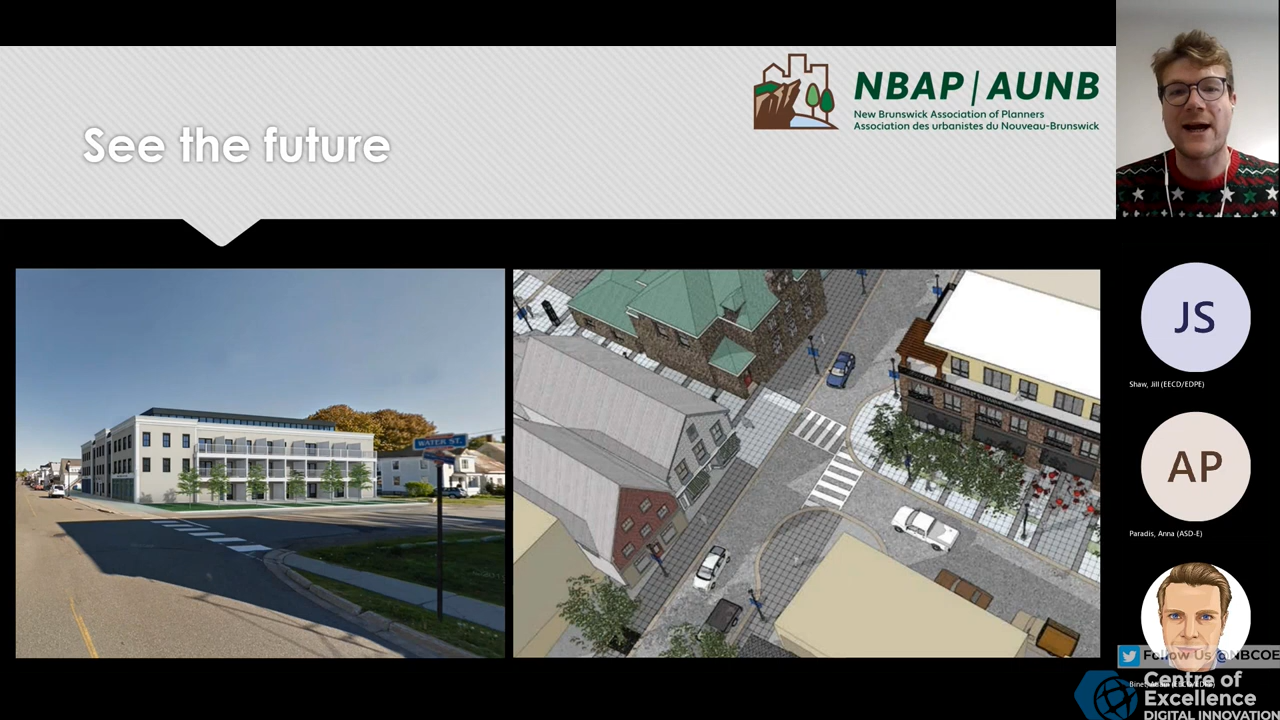 See the future
NBAP | AUNB
New Brunswick Association of Planners
Association des urbanistes du Nouveau-Brunswick
WATER ST.
JS
Shaw, Jill (EECD/EDPE)
AP
Paradis, Anna (ASD-E)
Follow Us @NBCOE
Centre of
Excellence
DIGITAL INNOVATION